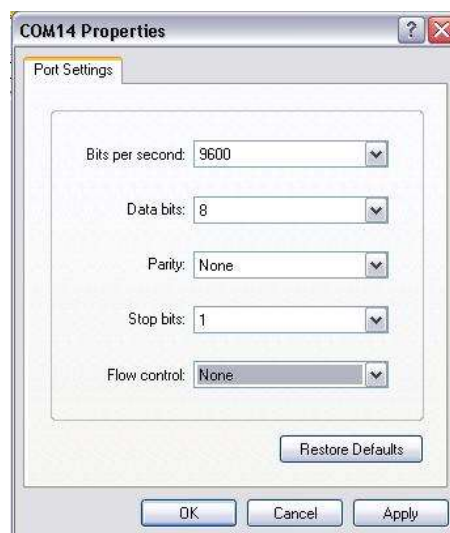 COM14 Properties
Port Settings
Bits per second: 9600
Data bits: 8
Parity: None
Stop bits: 1
Flow control: None
Restore Defaults
OK Cancel Apply